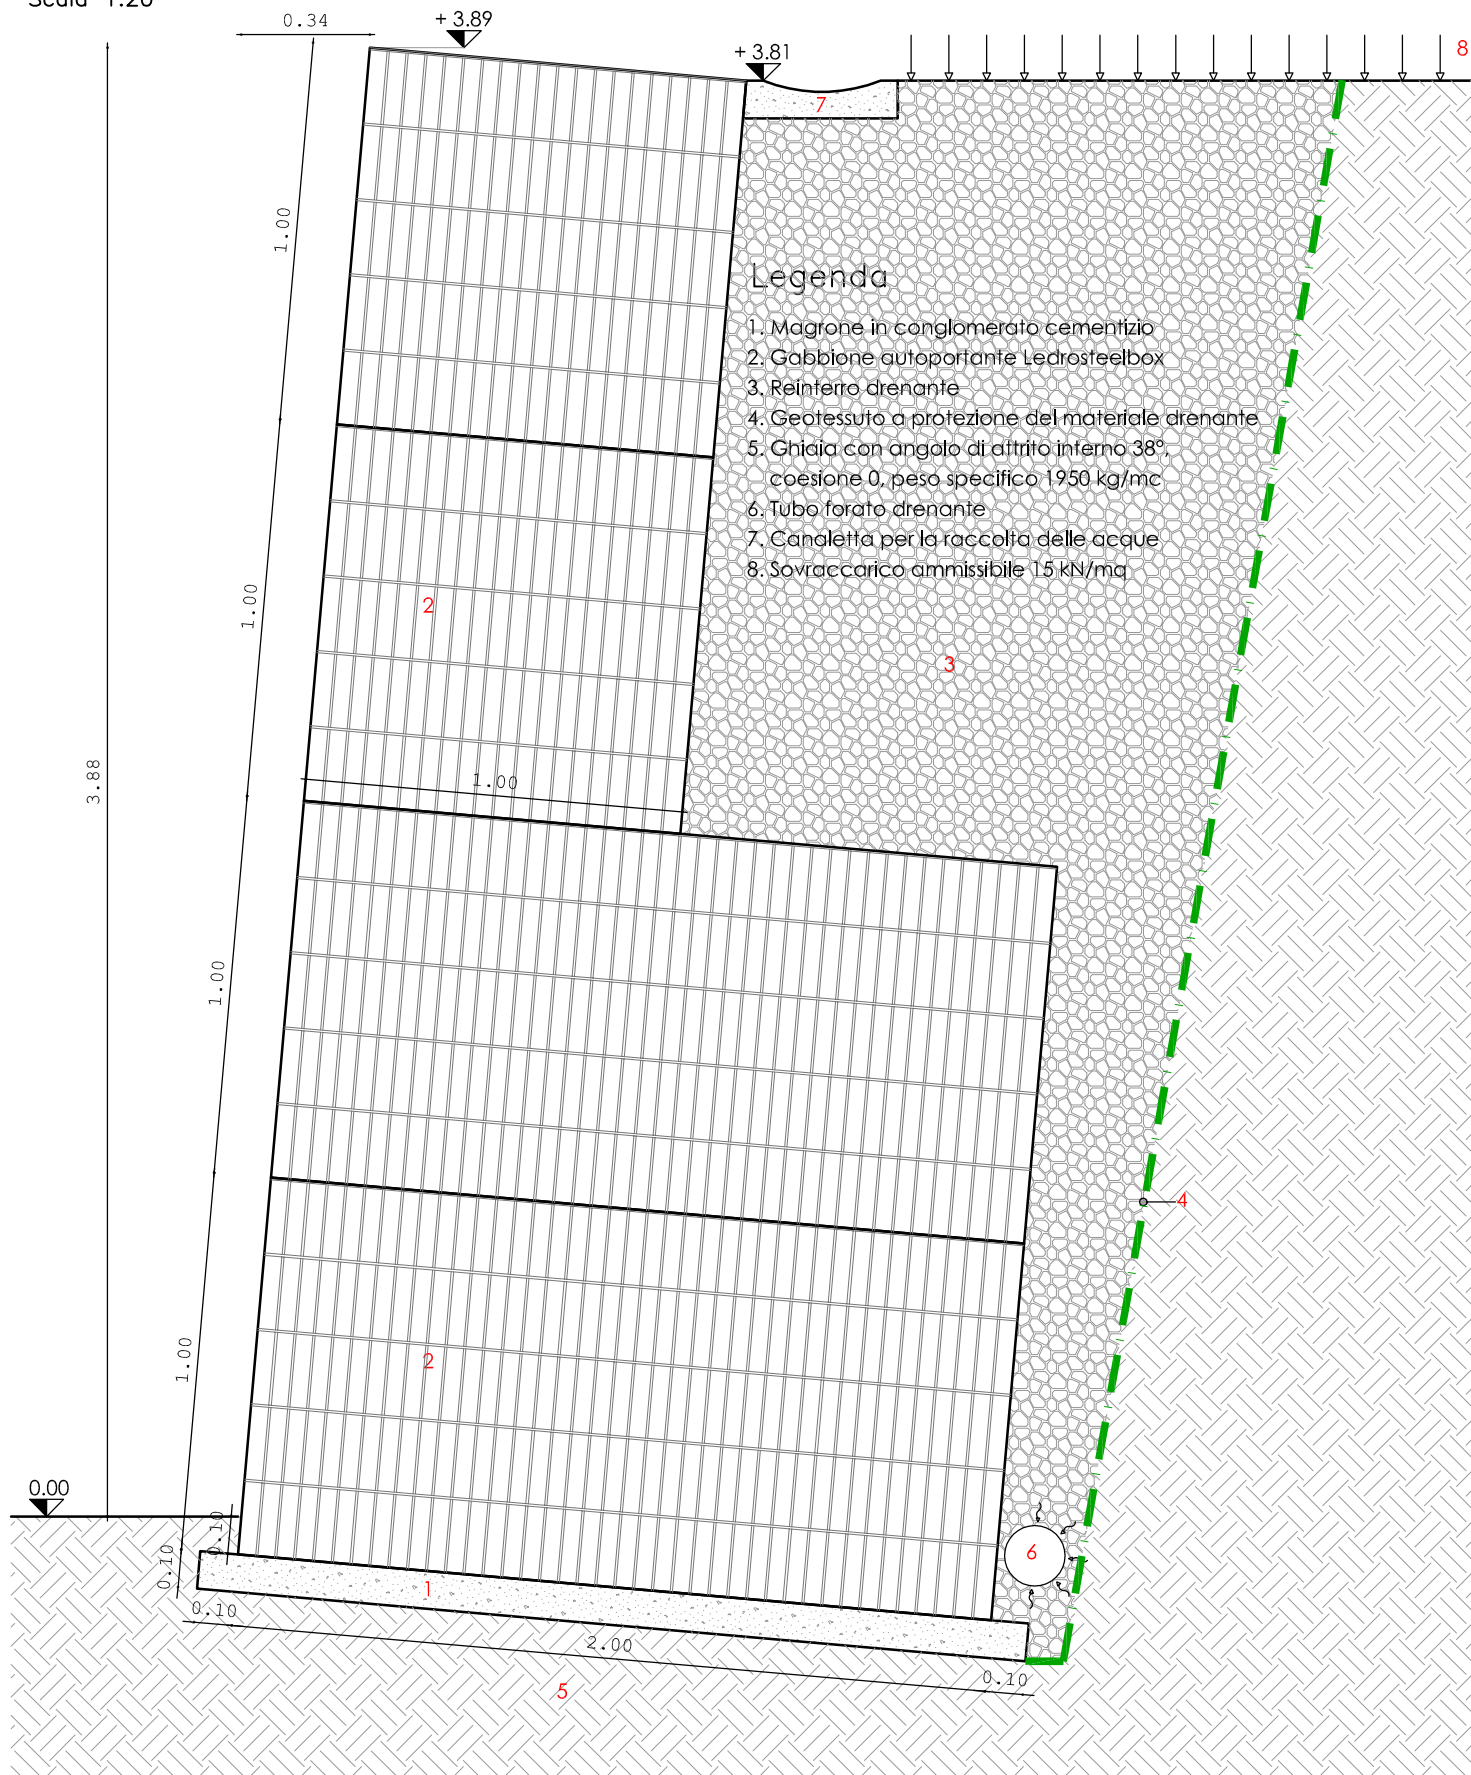 Scala 1:20
0.34
+ 3.89
+ 3.81
8
7
1.00
Legenda
1. Magrone in conglomerato cementizio
2. Gabbione autoportante Ledrosteelbox
3. Reinterro drenante
4. Geotessuto a protezione del materiale drenante
5. Ghiaia con angolo di attrito interno 38°,
coesione 0, peso specifico 1950 kg/mc
6. Tubo forato drenante
7. Canaletta per la raccolta delle acque
8. Sovraccarico ammissibile 15 kN/mq
1.00
2
3
3.88
1.00
1.00
4
1.00
2
0.00
0.10
0.10
6
1
0.10
2.00
0.10
5